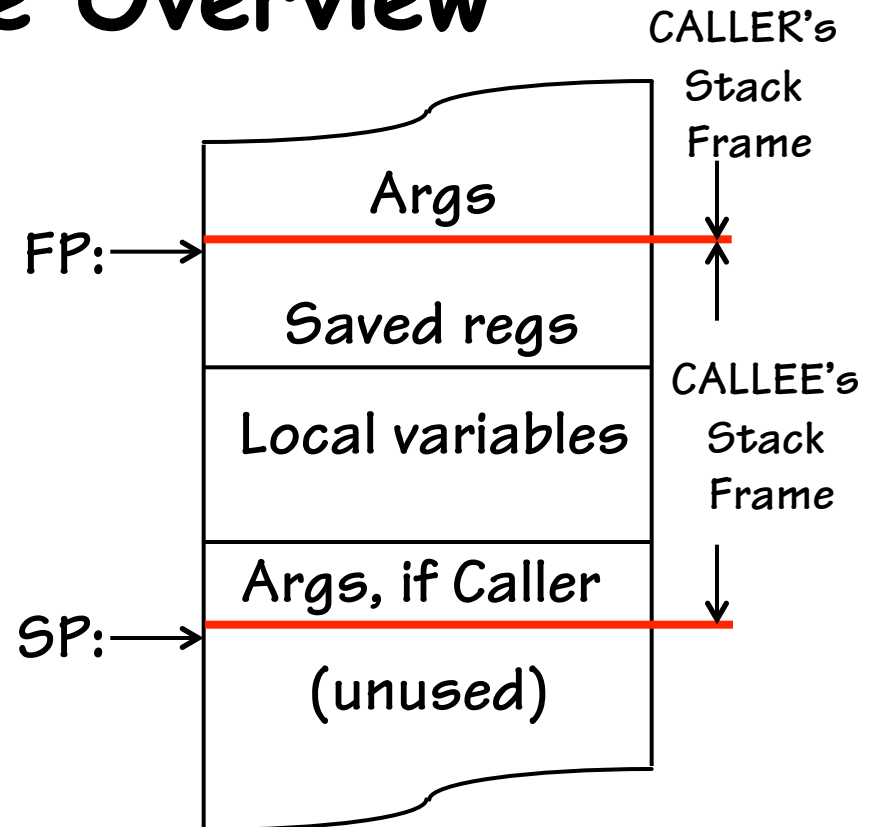 e Overview
CALLER's
Stack
Frame
Args
FP:
Saved regs
CALLEE's
Local variables
Stack
Frame
Args, if Caller
SP:
(unused)